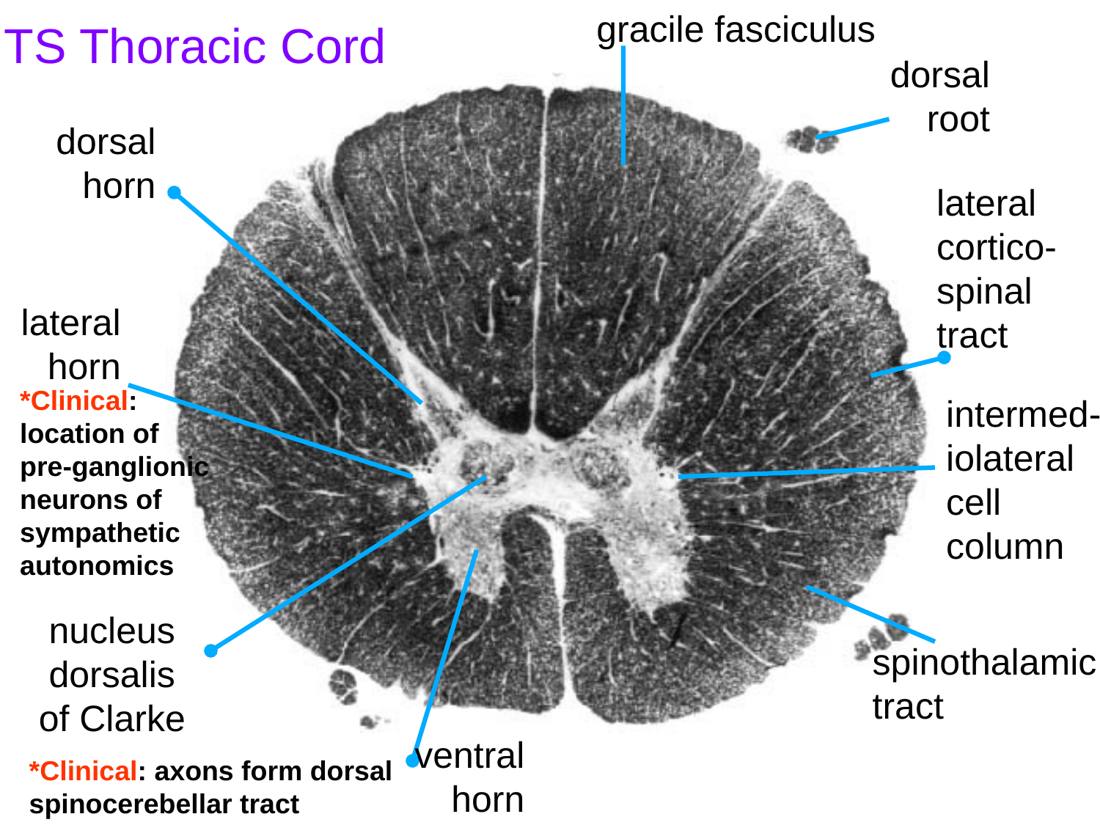 TS Thoracic Cord
gracile fasciculus
dorsal
root
dorsal
horn
lateral
cortico-
spinal
tract
lateral
horn
*Clinical:
location of
pre-ganglionic
neurons of
sympathetic
autonomics
intermed-
iolateral
cell
column
nucleus
dorsalis
of Clarke
spinothalamic
tract
*Clinical: axons form dorsal
spinocerebellar tract
ventral
horn